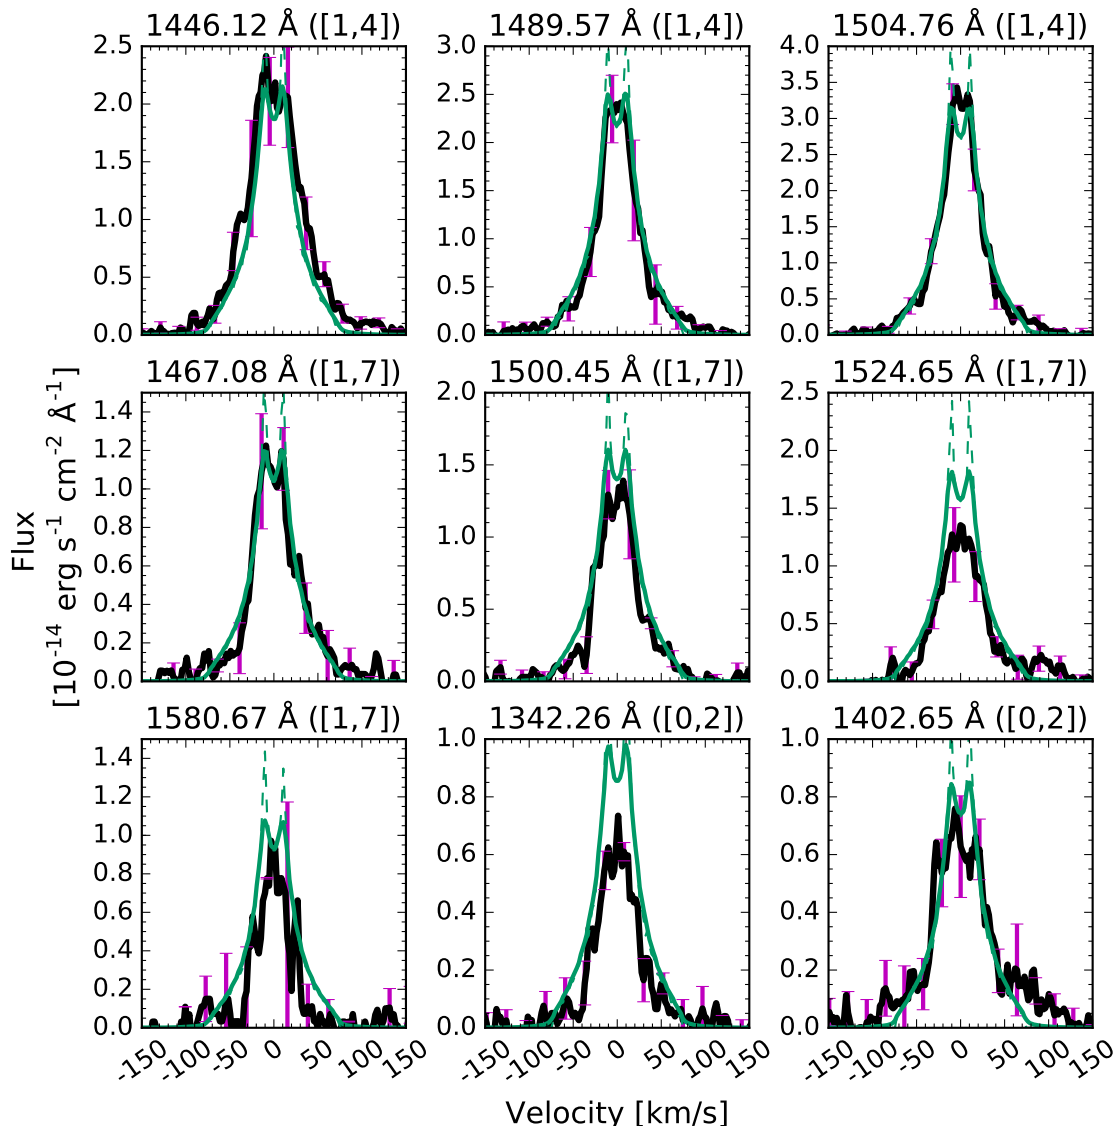 1446.12 Å ([1,4]) 1489.57 Å ([1,4]) 1504.76 Å ([1,4])
2.5 2.0 1.5 1.0 0.5 0.0
3.0 2.5 2.0 1.5 1.0 0.5 0.0
4.0 3.5 3.0 2.5 2.0 1.5 1.0 0.5 0.0
1467.08 Å ([1,7]) 1500.45 Å ([1,7]) 1524.65 Å ([1,7])
1.4 1.2 1.0 0.8 0.6 0.4 0.2 0.0
2.0 1.5 1.0 0.5 0.0
2.5 2.0 1.5 1.0 0.5 0.0
Flux
[10⁻¹⁴ erg s⁻¹ cm⁻² Å⁻¹]
1580.67 Å ([1,7]) 1342.26 Å ([0,2]) 1402.65 Å ([0,2])
1.4 1.2 1.0 0.8 0.6 0.4 0.2 0.0
1.0 0.8 0.6 0.4 0.2 0.0
1.0 0.8 0.6 0.4 0.2 0.0
-150 -100 -50 0 50 100 150
-150 -100 -50 0 50 100 150
-150 -100 -50 0 50 100 150
Velocity [km/s]